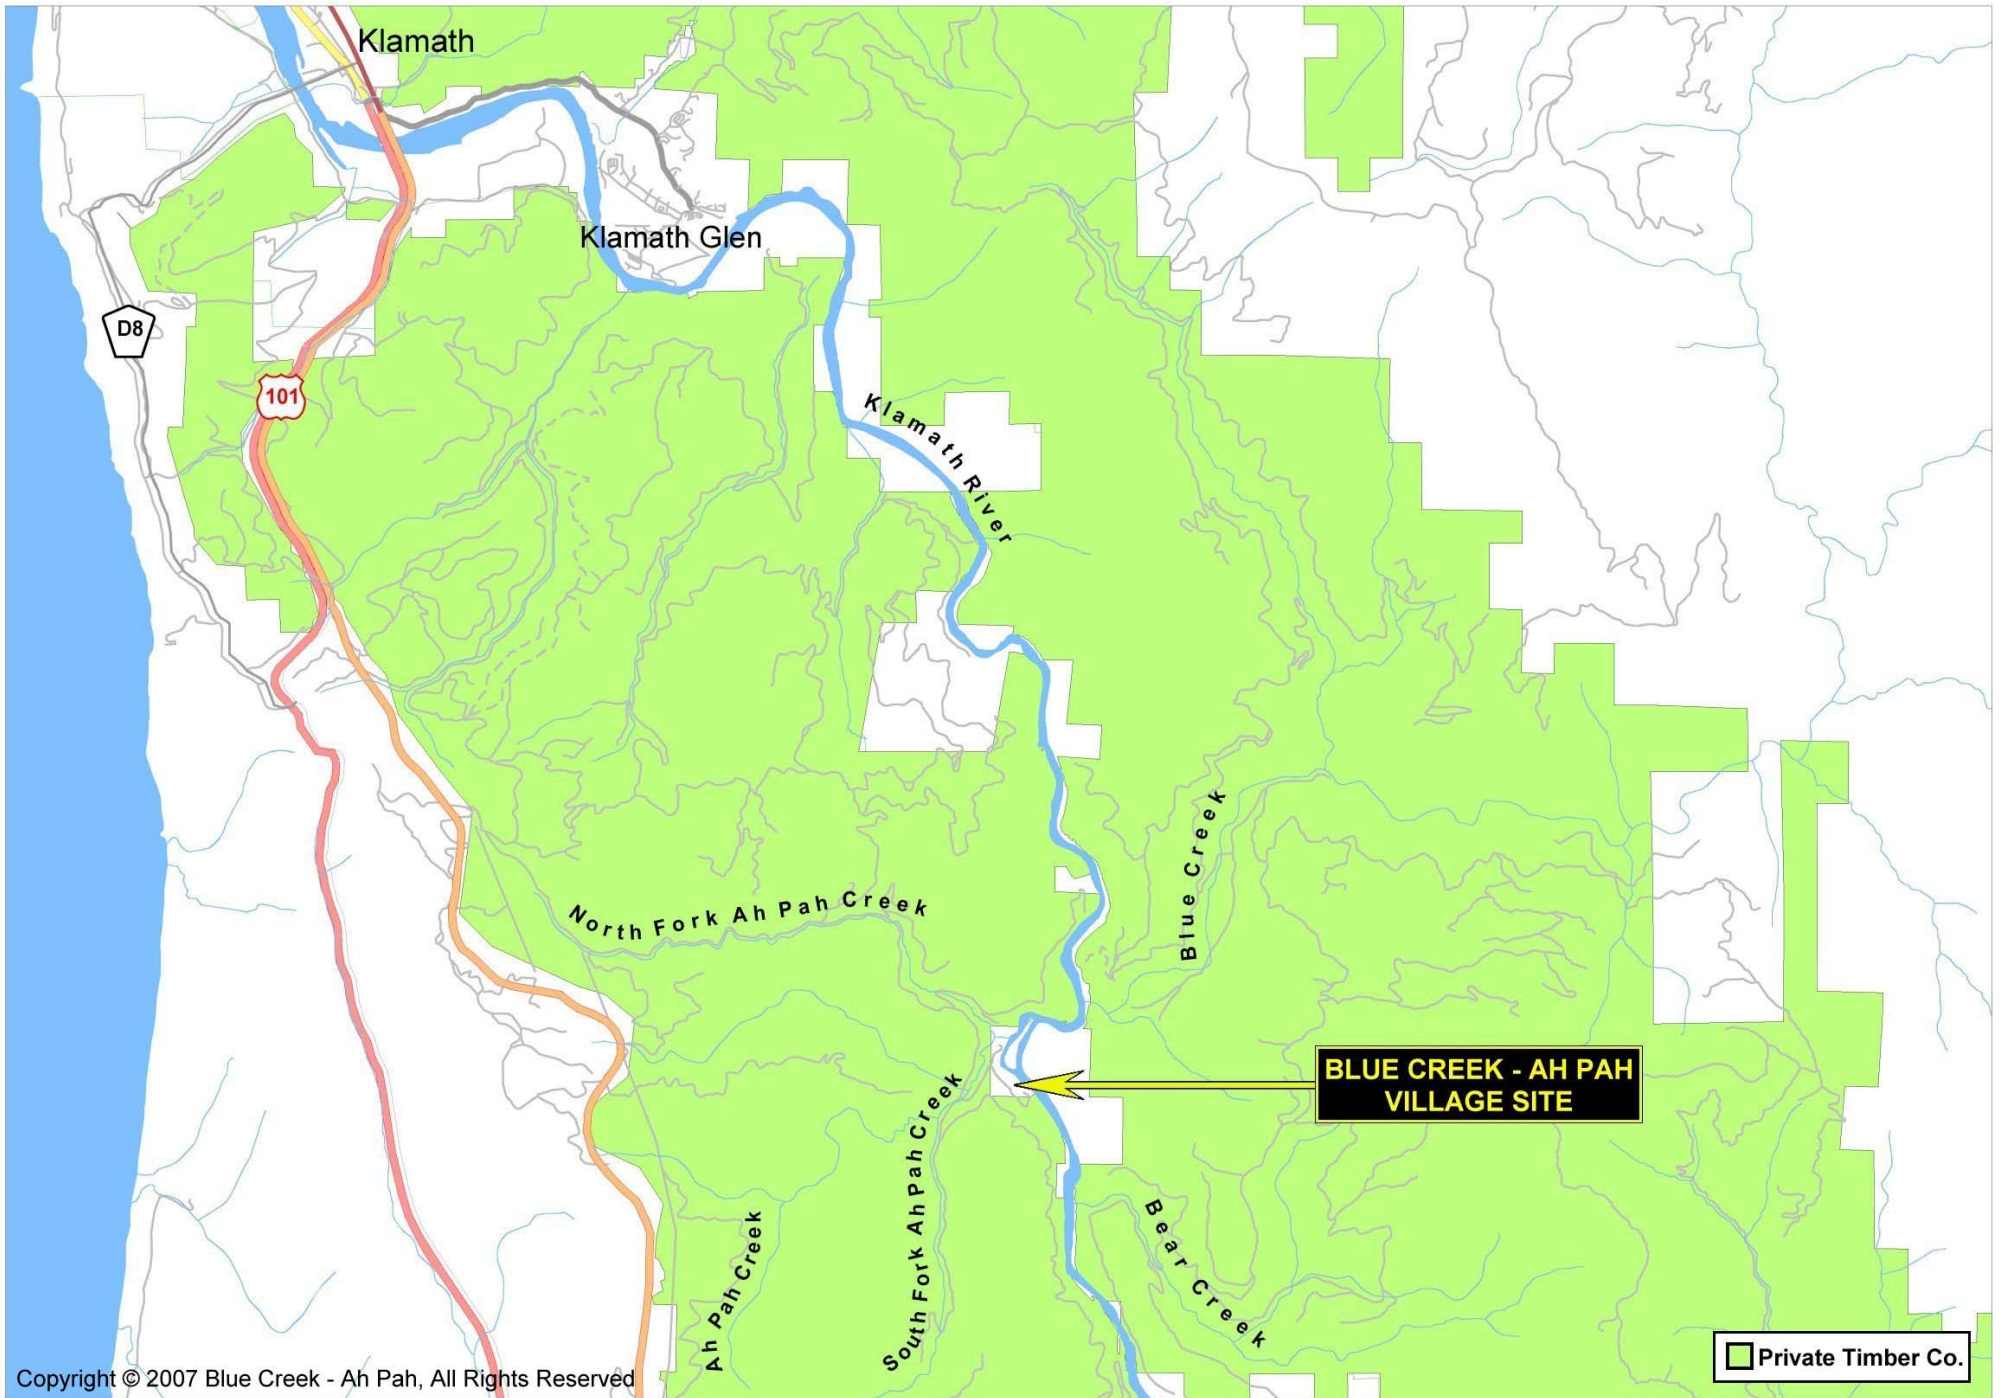 Klamath
Klamath Glen
D8
101
Klamath River
Blue Creek
North Fork Ah Pah Creek
BLUE CREEK - AH PAH
VILLAGE SITE
South Fork Ah Pah Creek
Ah Pah Creek
Bear Creek
Private Timber Co.
Copyright © 2007 Blue Creek - Ah Pah, All Rights Reserved